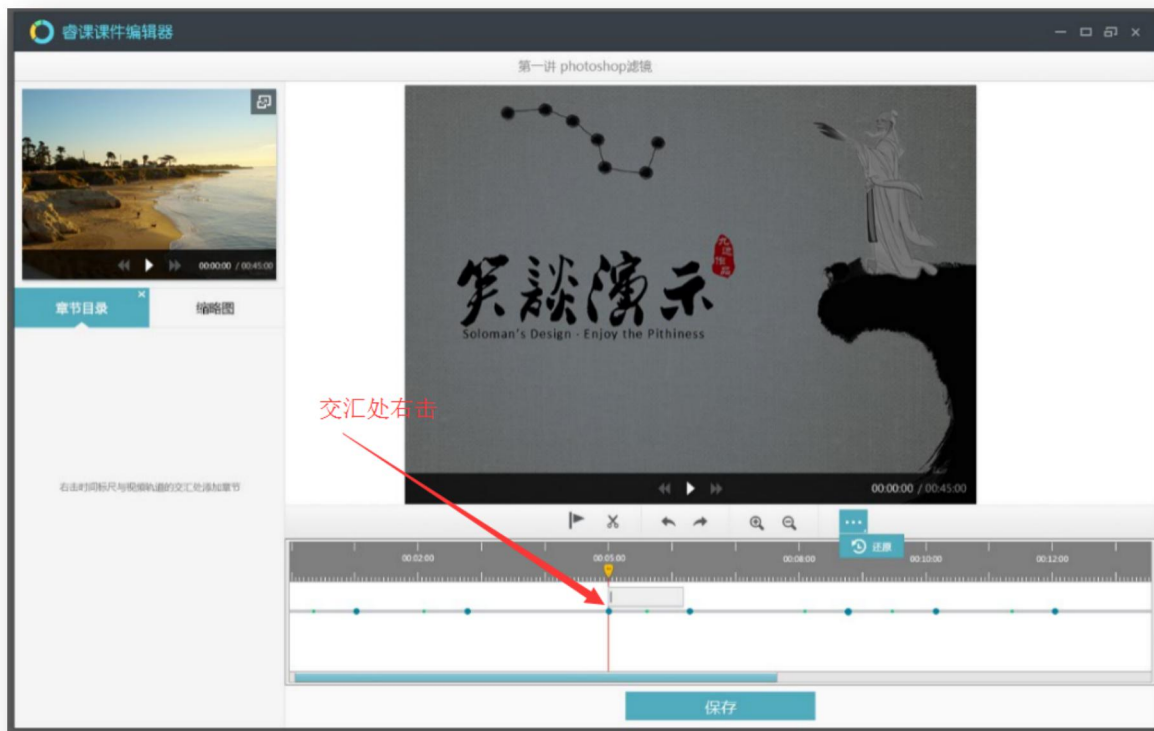 睿课课件编辑器
第一讲 photoshop滤镜
00:00:00 / 00:45:00
章节目录
缩略图
右击时间标尺与视频轨道的交汇处添加章节
笑談演示
Soloman's Design - Enjoy the Pithiness
交汇处右击
00:00:00 / 00:45:00
还原
00:02:00
00:05:00
00:08:00
00:10:00
00:12:00
保存